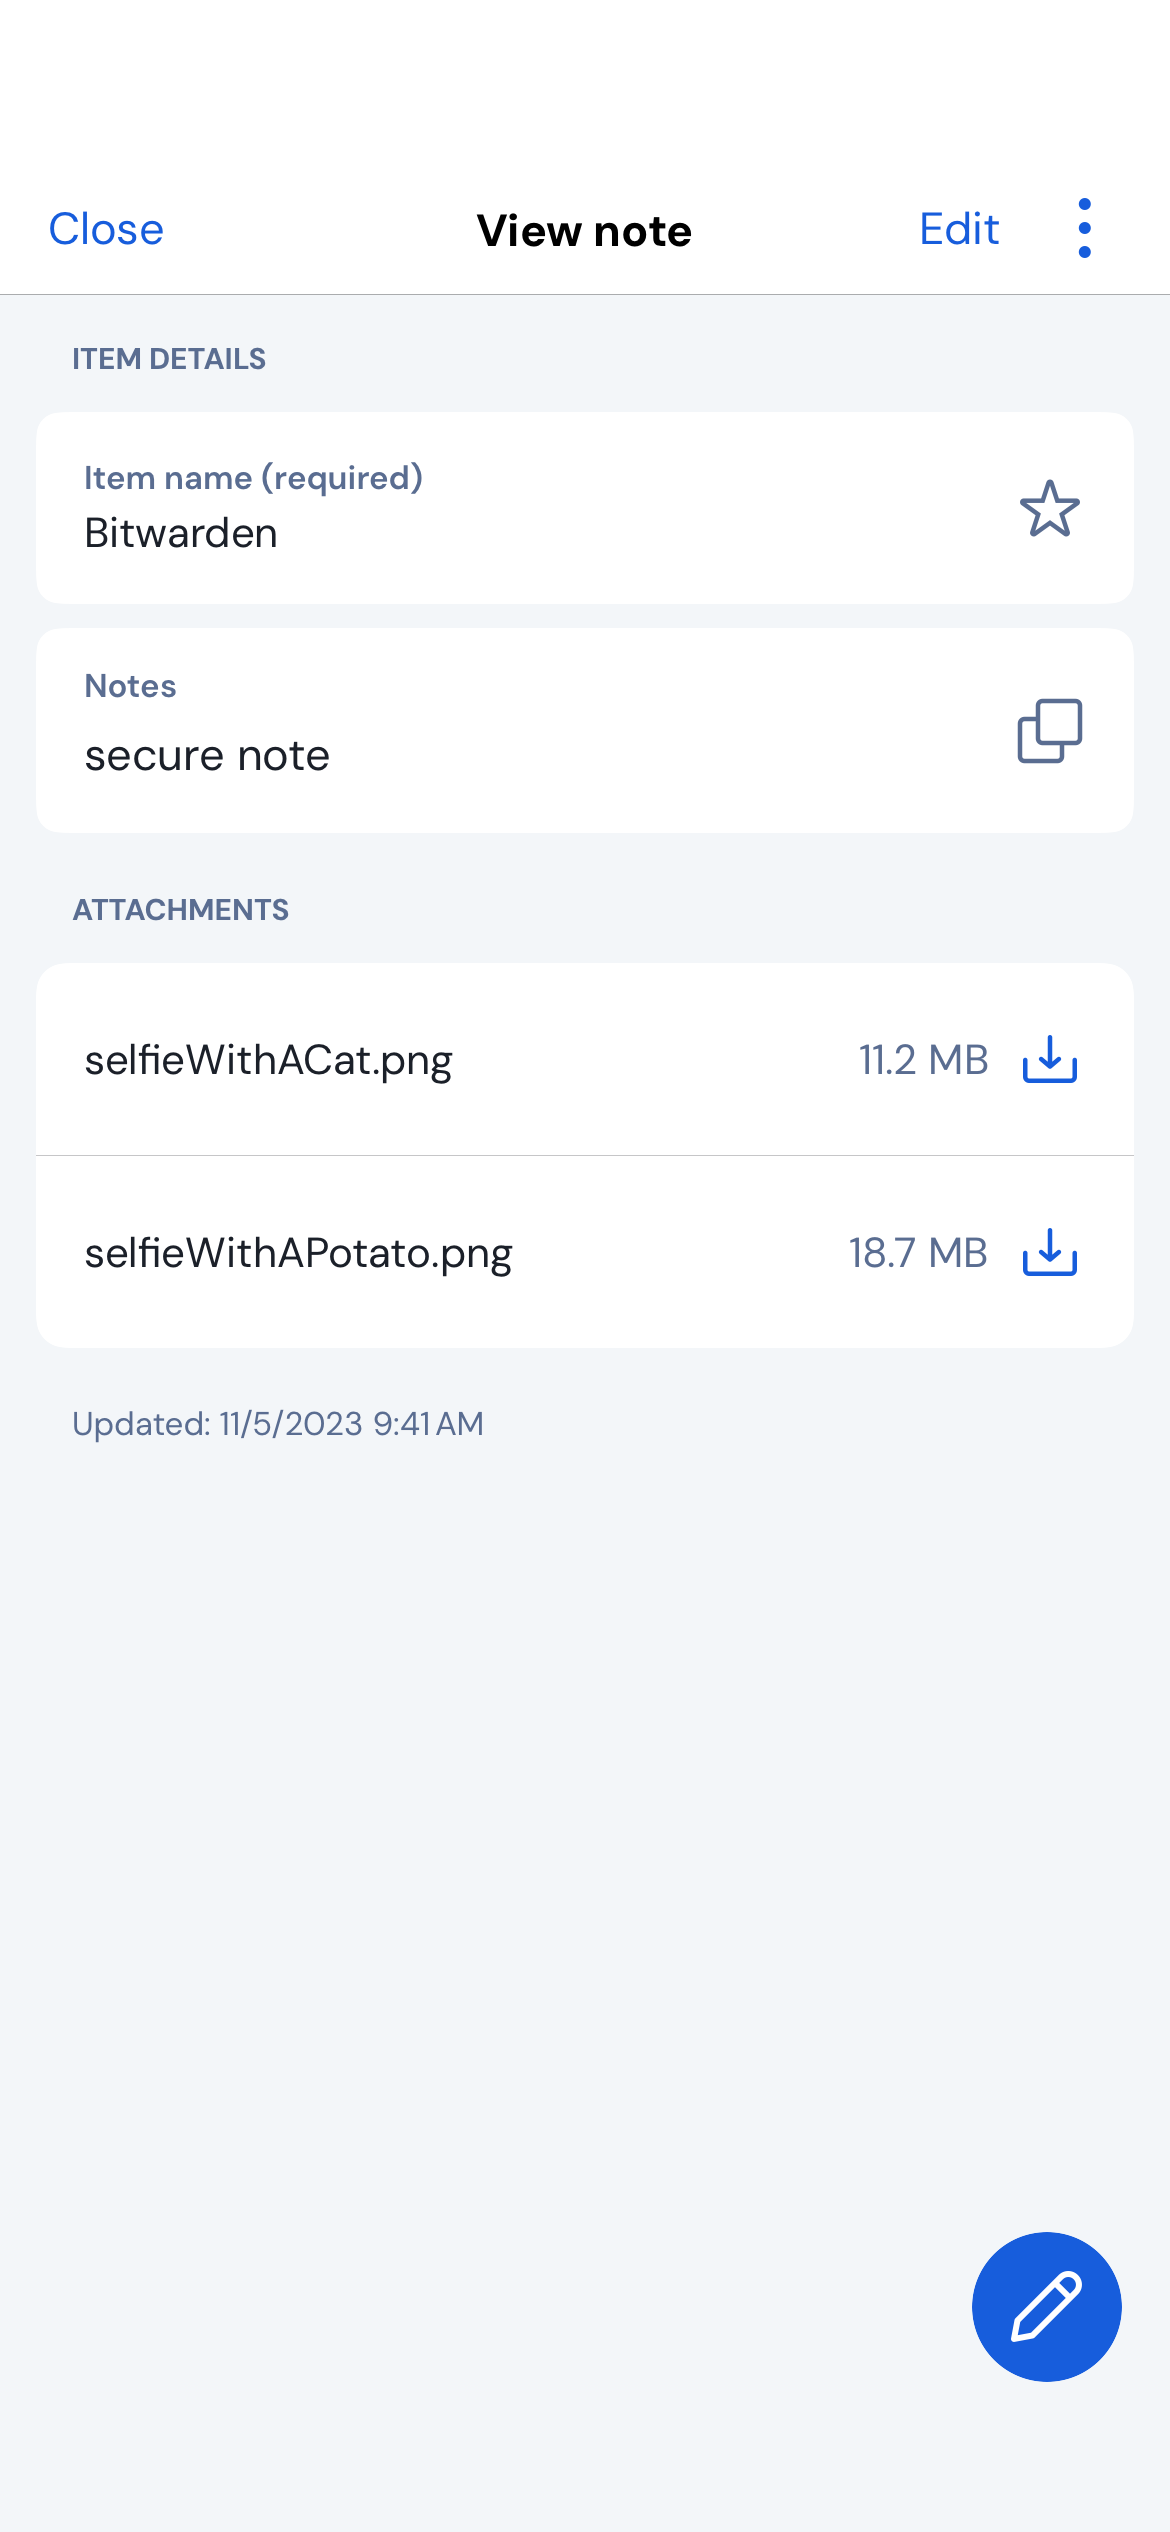 Close
View note
Edit
ITEM DETAILS
Item name (required)
Bitwarden
Notes
secure note
ATTACHMENTS
selfieWithACat.png
11.2 MB
selfieWithAPotato.png
18.7 MB
Updated: 11/5/2023 9:41 AM